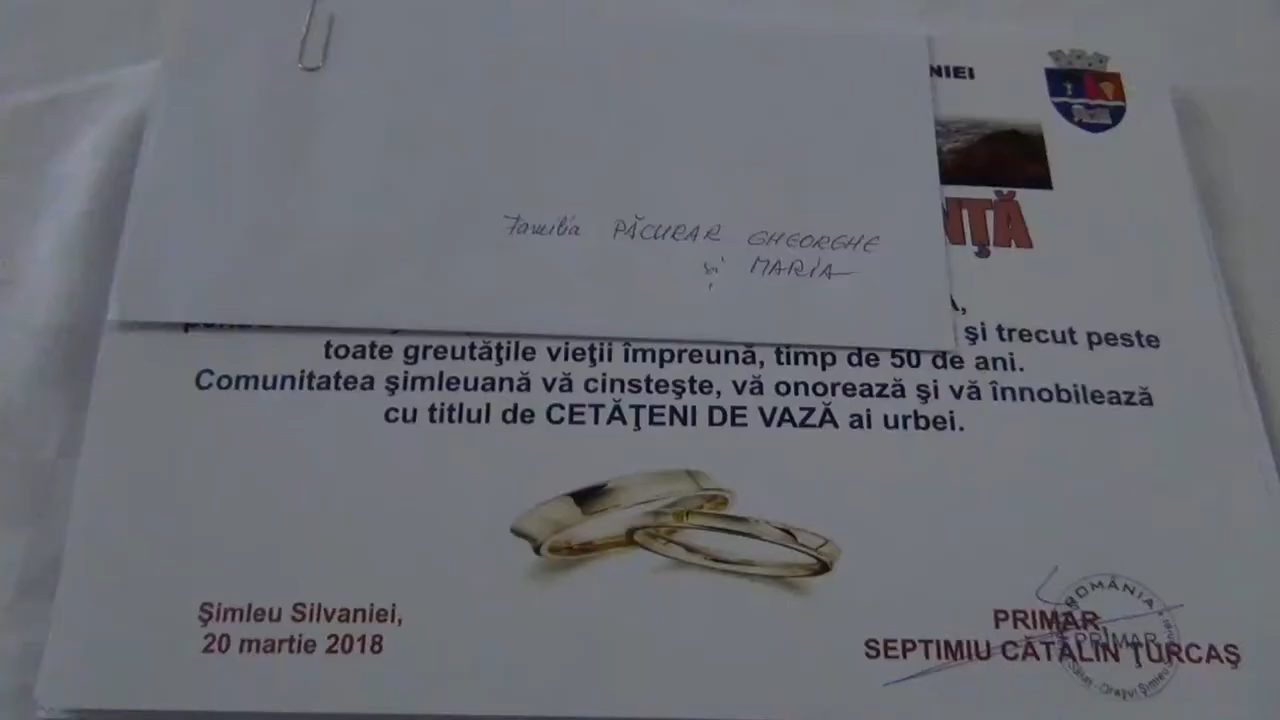 NIEI
NȚĂ
Familia PĂCURAR GHEORGHE
și MARIA
şi trecut peste
toate greutăţile vieţii împreună, timp de 50 de ani.
Comunitatea şimleuană vă cinsteşte, vă onorează şi vă înnobilează
cu titlul de CETĂŢENI DE VAZĂ ai urbei.
Şimleu Silvaniei,
20 martie 2018
ROMÂNIA
PRIMAR,
PRIMAR
SEPTIMIU CĂTĂLIN ŢURCAŞ